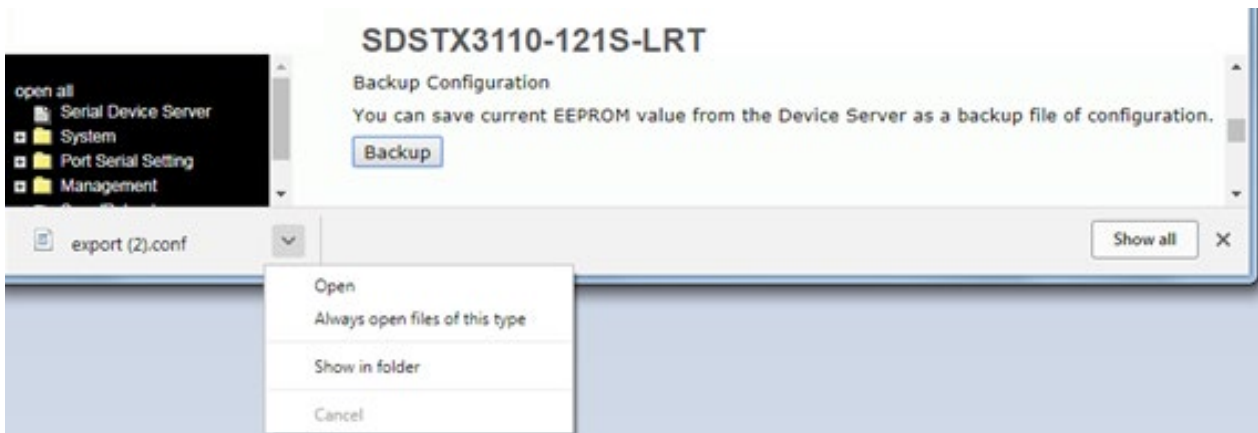 SDSTX3110-121S-LRT
open all
Serial Device Server
System
Port Serial Setting
Management
Backup Configuration
You can save current EEPROM value from the Device Server as a backup file of configuration.
Backup
export (2).conf
Show all
Open
Always open files of this type
Show in folder
Cancel